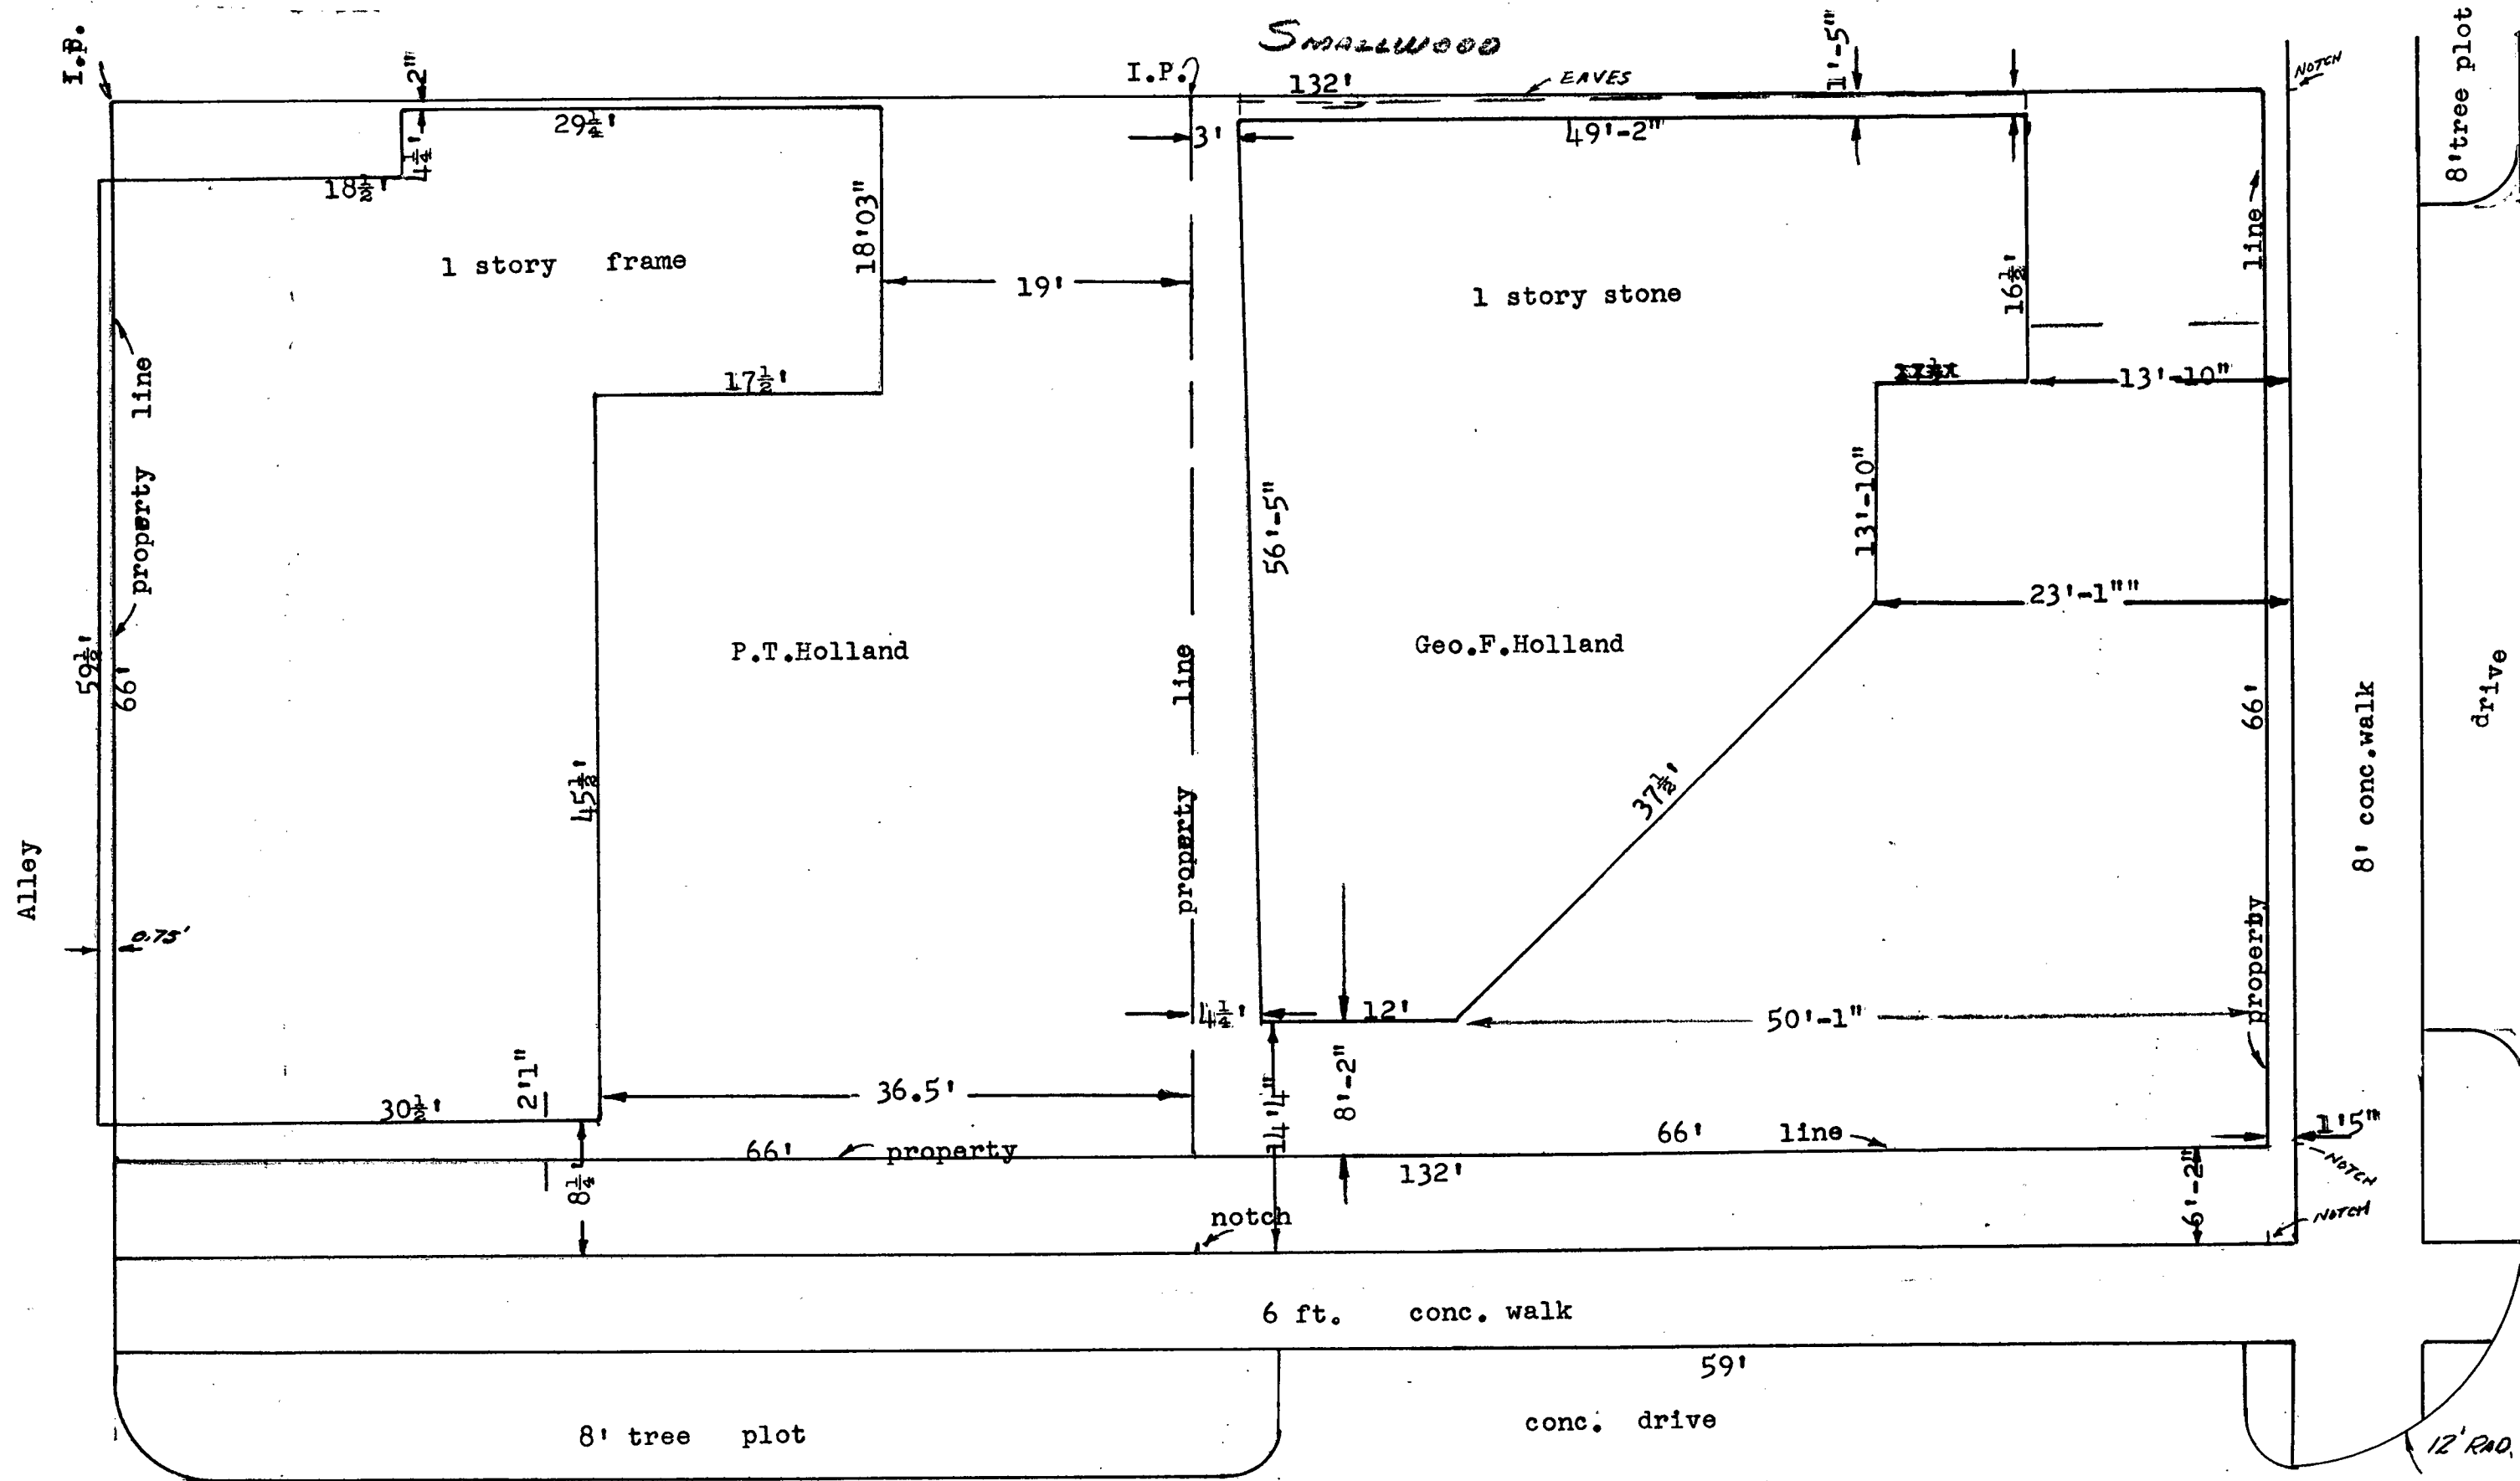 SMALLWOOD
I.P.
I.P.
132'
EAVES
1'-5"
NOTCH
8'tree plot
2"
29¼'
4¼'
18½'
3'
49'-2"
18'03"
1 story frame
19'
1 story stone
16½'
line
property line
17½'
13'-10"
13'-10"
56'-5"
23'-1""
59½'
66'
P.T.Holland
property line
Geo.F.Holland
66'
8' conc.walk
drive
45½'
37½'
Alley
0.75'
property
4¼'
12'
50'-1"
30½'
2'1"
36.5'
14'4"
8'-2"
66'
property
66'
line
1'5"
8¼'
132'
6'-2"
NOTCH
notch
NOTCH
6 ft. conc. walk
59'
8' tree plot
conc. drive
12' RAD.